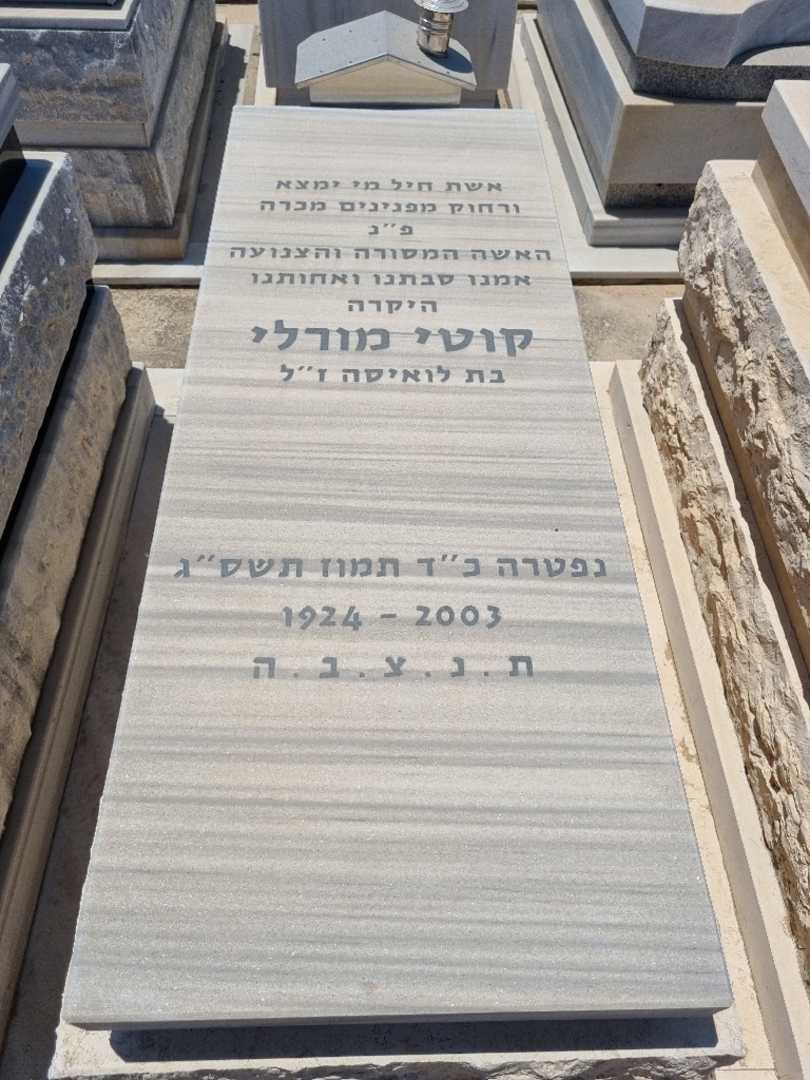 אשת חיל מי ימצא
ורחוק מפנינים מכרה
פ״נ
האשה המסורה והצנועה
אמנו סבתנו ואחותנו
היקרה
קוטי מורלי
בת לואיסה ז״ל
נפטרה כ״ד תמוז תשס״ג
1924 - 2003
ת.נ.צ.ב.ה